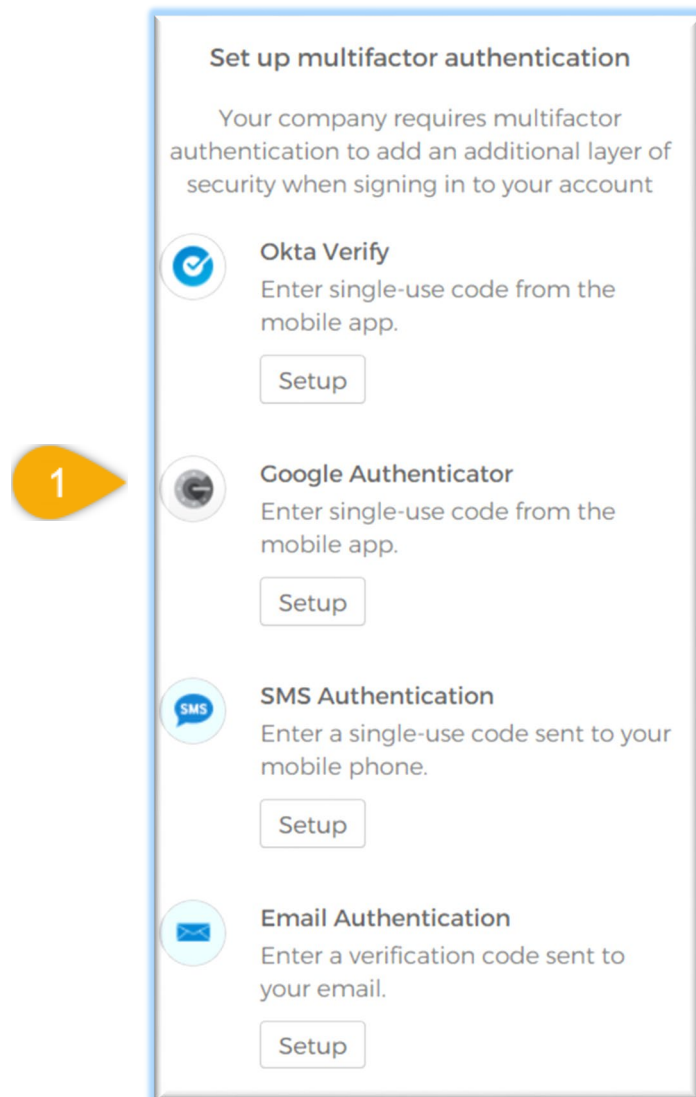 Set up multifactor authentication
Your company requires multifactor
authentication to add an additional layer of
security when signing in to your account
Okta Verify
Enter single-use code from the
mobile app.
Setup
1
Google Authenticator
Enter single-use code from the
mobile app.
Setup
SMS
SMS Authentication
Enter a single-use code sent to your
mobile phone.
Setup
Email Authentication
Enter a verification code sent to
your email.
Setup